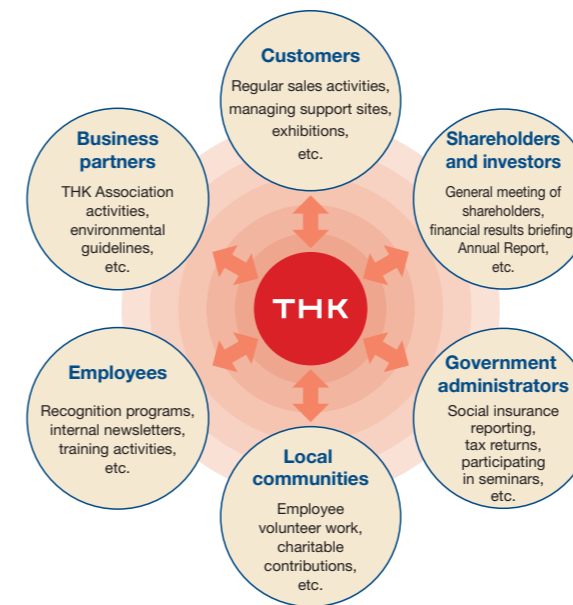 Customers
Regular sales activities,
managing support sites,
exhibitions,
etc.
Business
partners
THK Association
activities,
environmental
guidelines,
etc.
Shareholders
and investors
General meeting of
shareholders,
financial results briefing
Annual Report,
etc.
THK
Employees
Recognition programs,
internal newsletters,
training activities,
etc.
Government
administrators
Social insurance
reporting,
tax returns,
participating
in seminars,
etc.
Local
communities
Employee
volunteer work,
charitable
contributions,
etc.